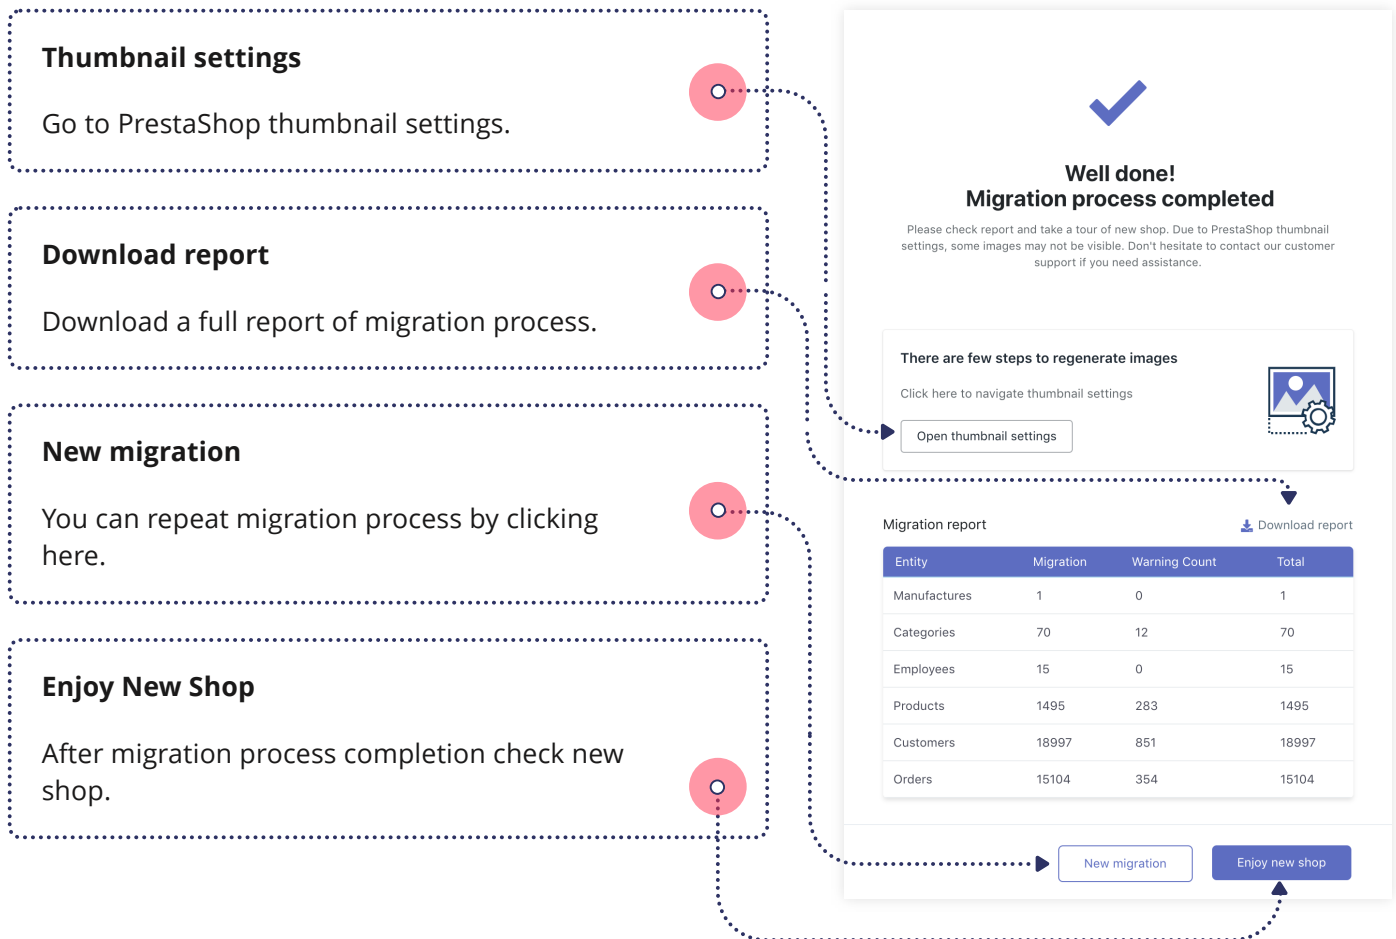 Thumbnail settings
Go to PrestaShop thumbnail settings.
Download report
Download a full report of migration process.
New migration
You can repeat migration process by clicking
here.
Enjoy New Shop
After migration process completion check new
shop.
Well done!
Migration process completed
Please check report and take a tour of new shop. Due to PrestaShop thumbnail
settings, some images may not be visible. Don't hesitate to contact our customer
support if you need assistance.
There are few steps to regenerate images
Click here to navigate thumbnail settings
Open thumbnail settings
Migration report Download report
Entity Migration Warning Count Total
Manufactures 1 0 1
Categories 70 12 70
Employees 15 0 15
Products 1495 283 1495
Customers 18997 851 18997
Orders 15104 354 15104
New migration Enjoy new shop